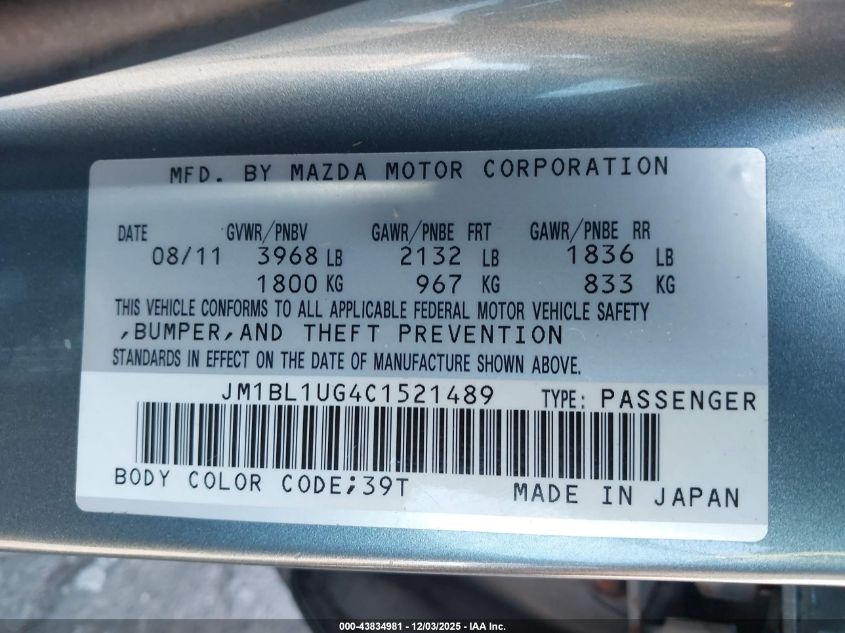 MFD. BY MAZDA MOTOR CORPORATION
DATE GVWR/PNBV GAWR/PNBE FRT GAWR/PNBE RR
08/11 3968 LB 2132 LB 1836 LB
1800 KG 967 KG 833 KG
THIS VEHICLE CONFORMS TO ALL APPLICABLE FEDERAL MOTOR VEHICLE SAFETY
,BUMPER,AND THEFT PREVENTION
STANDARDS IN EFFECT ON THE DATE OF MANUFACTURE SHOWN ABOVE.
JM1BL1UG4C1521489 TYPE: PASSENGER
BODY COLOR CODE;39T MADE IN JAPAN
000-43834981 - 12/03/2025 - IAA Inc.